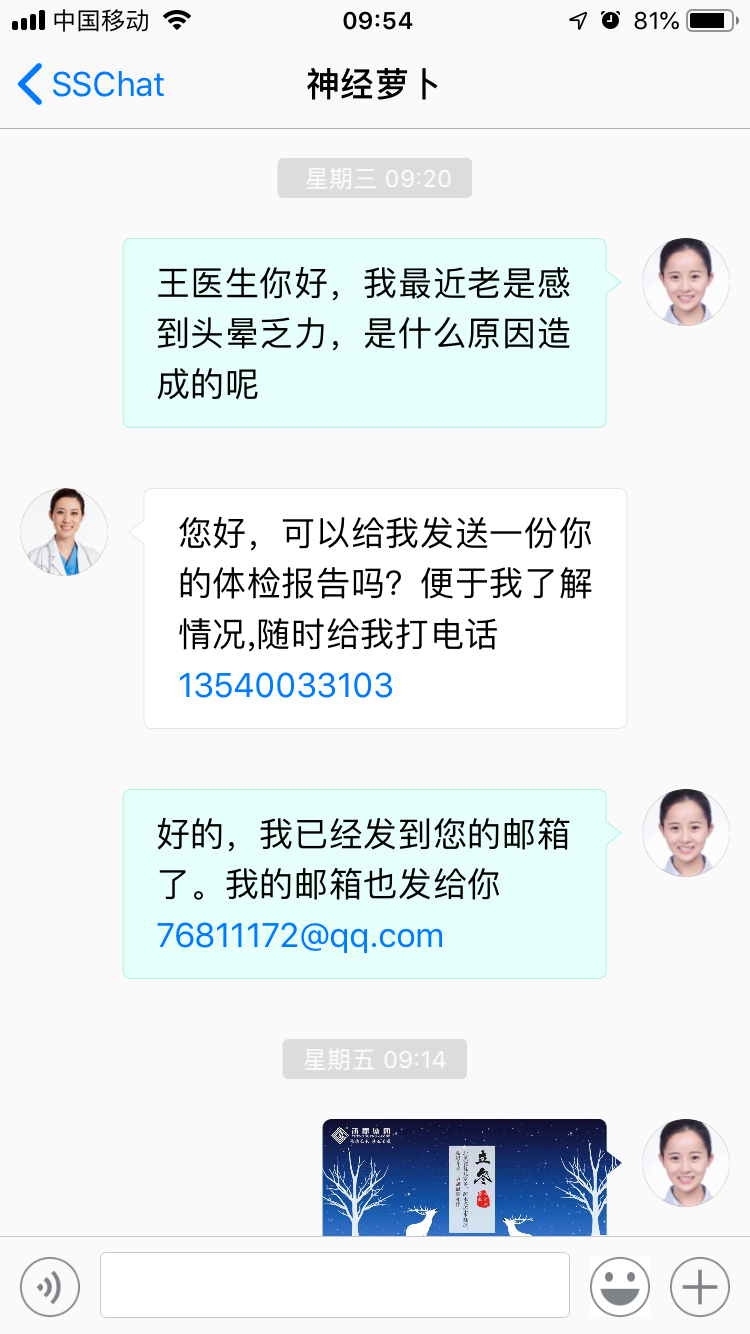 中国移动
09:54
81%
SSChat
神经萝卜
星期三 09:20
王医生你好，我最近老是感
到头晕乏力，是什么原因造
成的呢
您好，可以给我发送一份你
的体检报告吗？便于我了解
情况,随时给我打电话
13540033103
好的，我已经发到您的邮箱
了。我的邮箱也发给你
76811172@qq.com
星期五 09:14
立冬